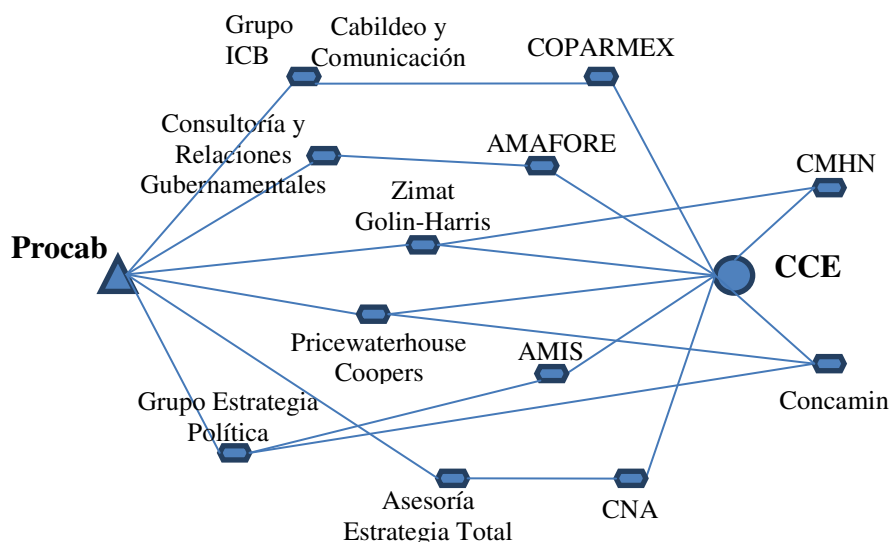 Grupo
ICB
Cabildeo y
Comunicación
COPARMEX
Consultoría y
Relaciones
Gubernamentales
AMAFORE
CMHN
Zimat
Golin-Harris
Procab
CCE
Pricewaterhouse
Coopers
AMIS
Grupo Estrategia
Política
Concamin
Asesoría
Estrategia Total
CNA